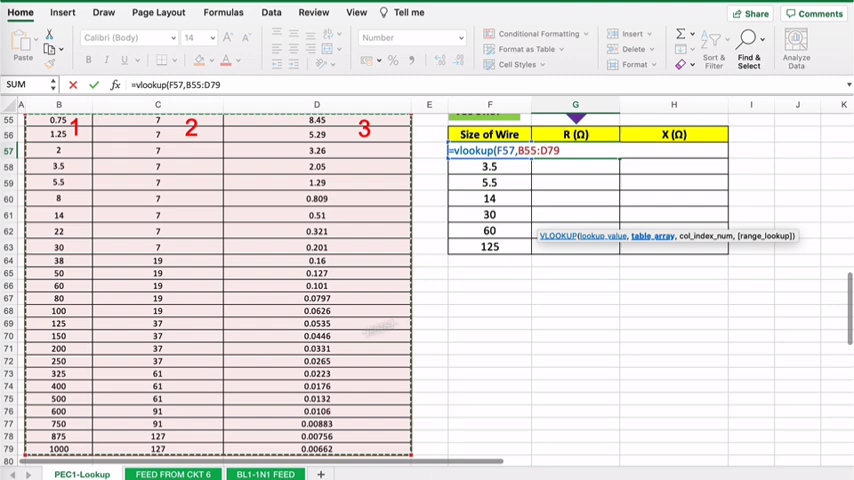 Home Insert Draw Page Layout Formulas Data Review View Tell me Share Comments
Paste Calibri (Body) 14 Number Conditional Formatting Insert Sort & Filter Find & Select Analyze Data
Format as Table Delete
B I U A Cell Styles Format
SUM =vlookup(F57,B55:D79
A B C D E F G H I J K
55 0.75 7 8.45
1 2 3
56 1.25 7 5.29 Size of Wire R (Ω) X (Ω)
57 2 7 3.26 =vlookup(F57,B55:D79
58 3.5 7 2.05 3.5
59 5.5 7 1.29 5.5
60 8 7 0.809 14
61 14 7 0.51 30
62 22 7 0.321 60
VLOOKUP(lookup_value, table_array, col_index_num, [range_lookup])
63 30 7 0.201 125
64 38 19 0.16
65 50 19 0.127
66 60 19 0.101
67 80 19 0.0797
68 100 19 0.0626
69 125 37 0.0535
70 150 37 0.0446
71 200 37 0.0331
72 250 37 0.0265
73 325 61 0.0223
74 400 61 0.0176
75 500 61 0.0132
76 600 91 0.0106
77 750 91 0.00883
78 875 127 0.00756
79 1000 127 0.00662
80
PEC1-Lookup FEED FROM CKT 6 BL1-1N1 FEED +